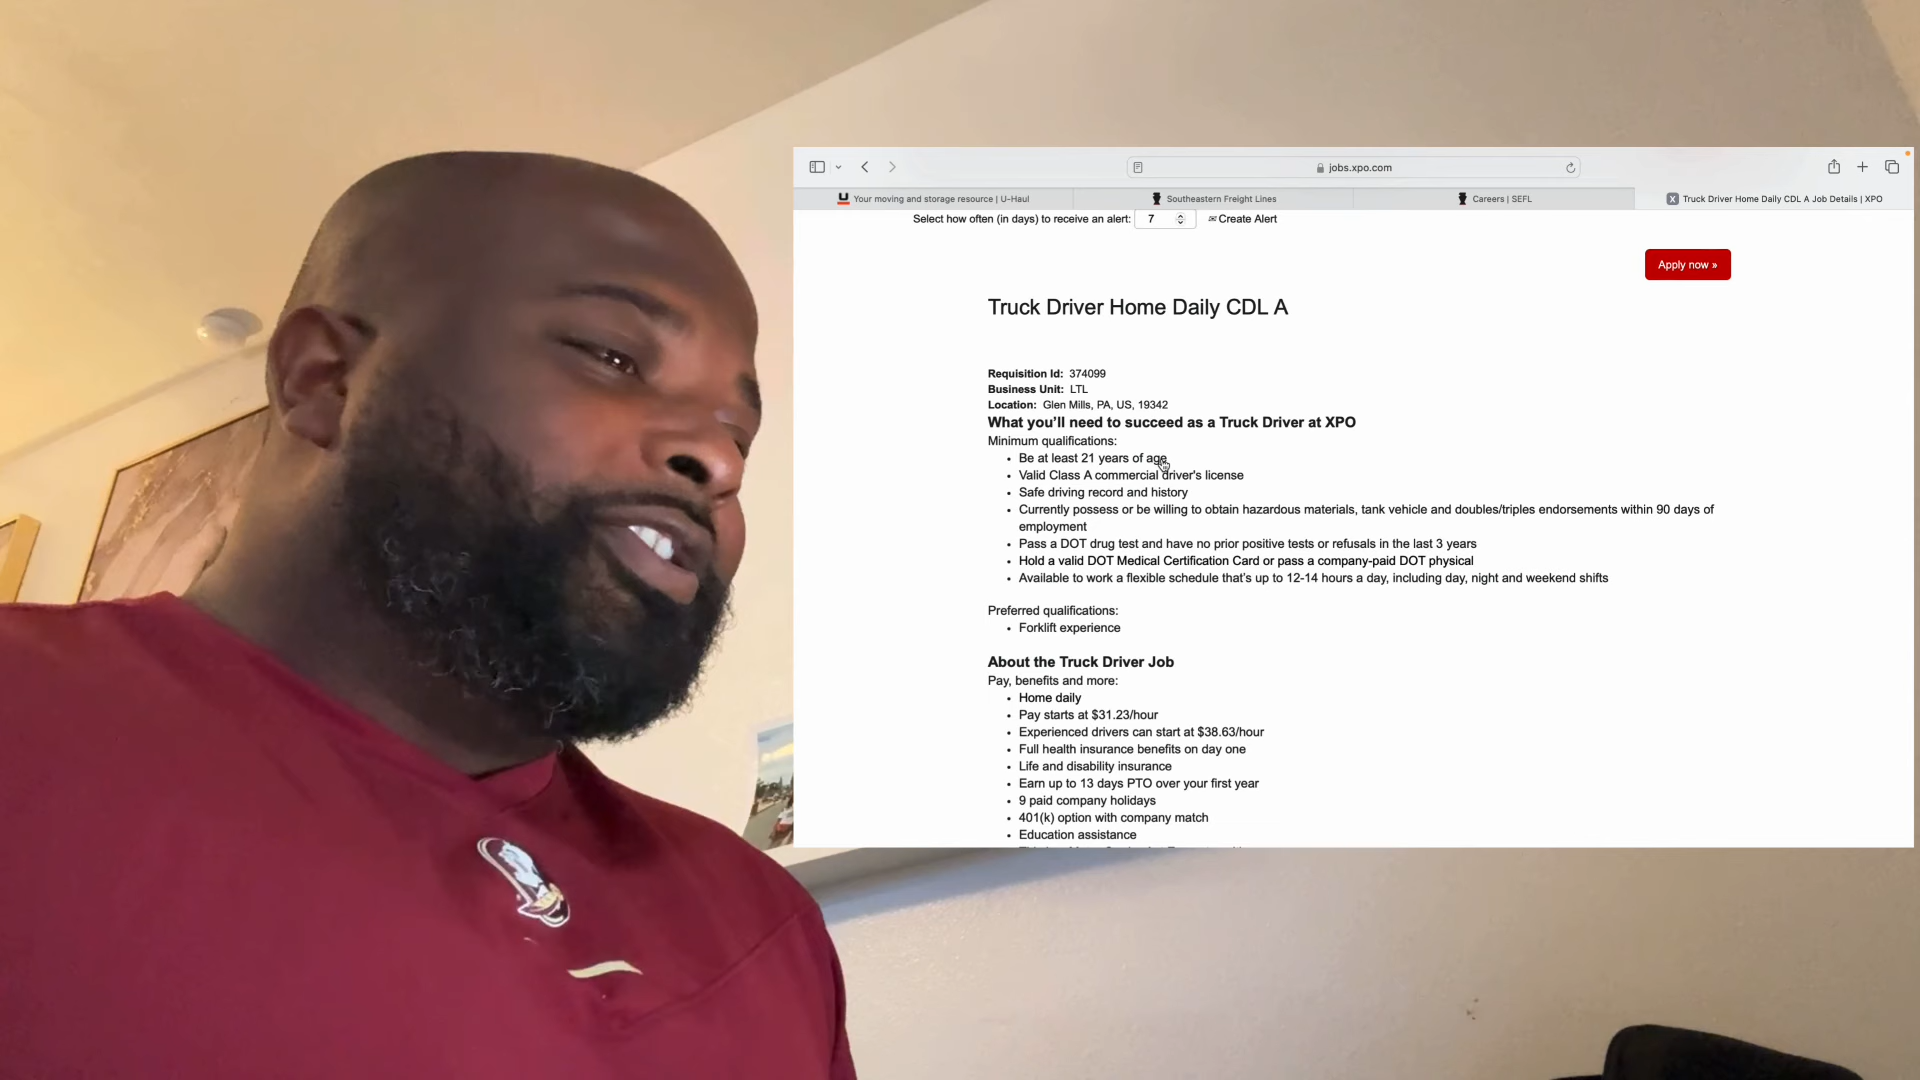 jobs.xpo.com
Your moving and storage resource | U-Haul
Southeastern Freight Lines
Careers | SEFL
X Truck Driver Home Daily CDL A Job Details | XPO
Select how often (in days) to receive an alert: 7 Create Alert
Apply now »
Truck Driver Home Daily CDL A
Requisition Id: 374099
Business Unit: LTL
Location: Glen Mills, PA, US, 19342
What you’ll need to succeed as a Truck Driver at XPO
Minimum qualifications:
• Be at least 21 years of age
• Valid Class A commercial driver's license
• Safe driving record and history
• Currently possess or be willing to obtain hazardous materials, tank vehicle and doubles/triples endorsements within 90 days of
employment
• Pass a DOT drug test and have no prior positive tests or refusals in the last 3 years
• Hold a valid DOT Medical Certification Card or pass a company-paid DOT physical
• Available to work a flexible schedule that’s up to 12-14 hours a day, including day, night and weekend shifts
Preferred qualifications:
• Forklift experience
About the Truck Driver Job
Pay, benefits and more:
• Home daily
• Pay starts at $31.23/hour
• Experienced drivers can start at $38.63/hour
• Full health insurance benefits on day one
• Life and disability insurance
• Earn up to 13 days PTO over your first year
• 9 paid company holidays
• 401(k) option with company match
• Education assistance